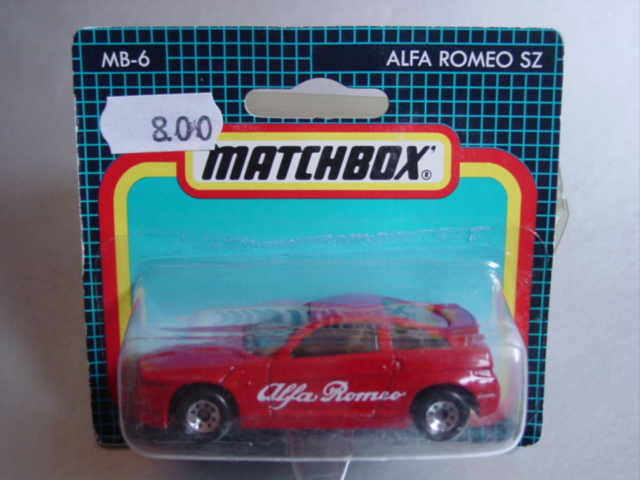 MB-6
ALFA ROMEO SZ
8.00
MATCHBOX®
Alfa Romeo